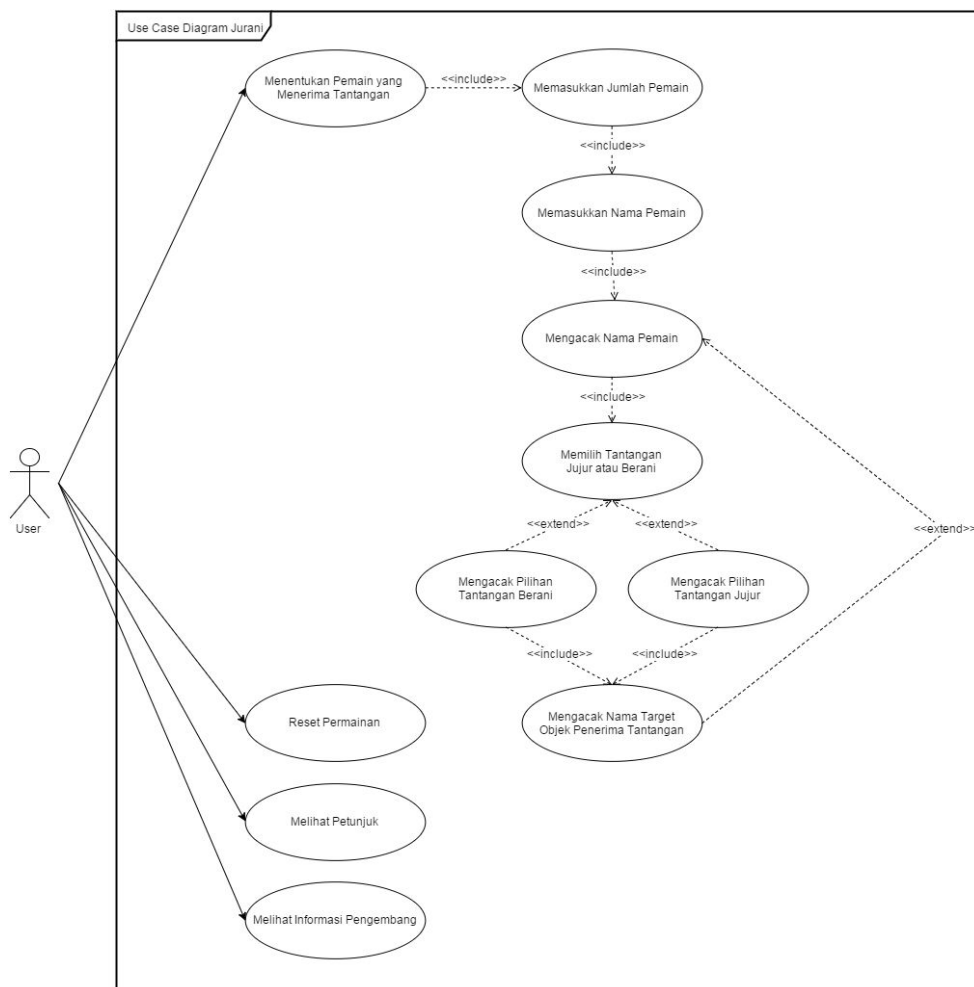 Use Case Diagram Jurani
Menentukan Pemain yang
Menerima Tantangan
<<include>>
Memasukkan Jumlah Pemain
<<include>>
Memasukkan Nama Pemain
<<include>>
Mengacak Nama Pemain
<<include>>
Memilih Tantangan
Jujur atau Berani
<<extend>>
<<extend>>
<<extend>>
User
Mengacak Pilihan
Tantangan Berani
Mengacak Pilihan
Tantangan Jujur
<<include>>
<<include>>
Mengacak Nama Target
Objek Penerima Tantangan
Reset Permainan
Melihat Petunjuk
Melihat Informasi Pengembang